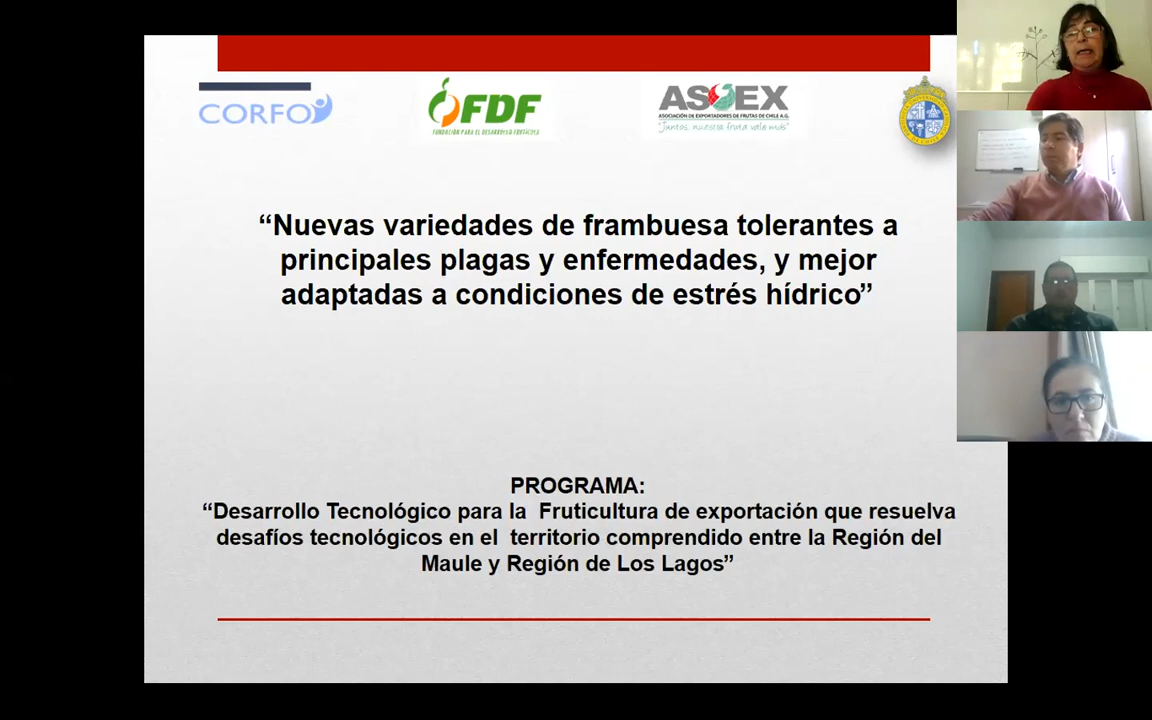 CORFO
FDF
FUNDACIÓN PARA EL DESARROLLO FRUTÍCOLA
ASOEX
ASOCIACIÓN DE EXPORTADORES DE FRUTAS DE CHILE A.G.
"Juntos, nuestra fruta vale más"
“Nuevas variedades de frambuesa tolerantes a
principales plagas y enfermedades, y mejor
adaptadas a condiciones de estrés hídrico”
PROGRAMA:
“Desarrollo Tecnológico para la Fruticultura de exportación que resuelva
desafíos tecnológicos en el territorio comprendido entre la Región del
Maule y Región de Los Lagos”